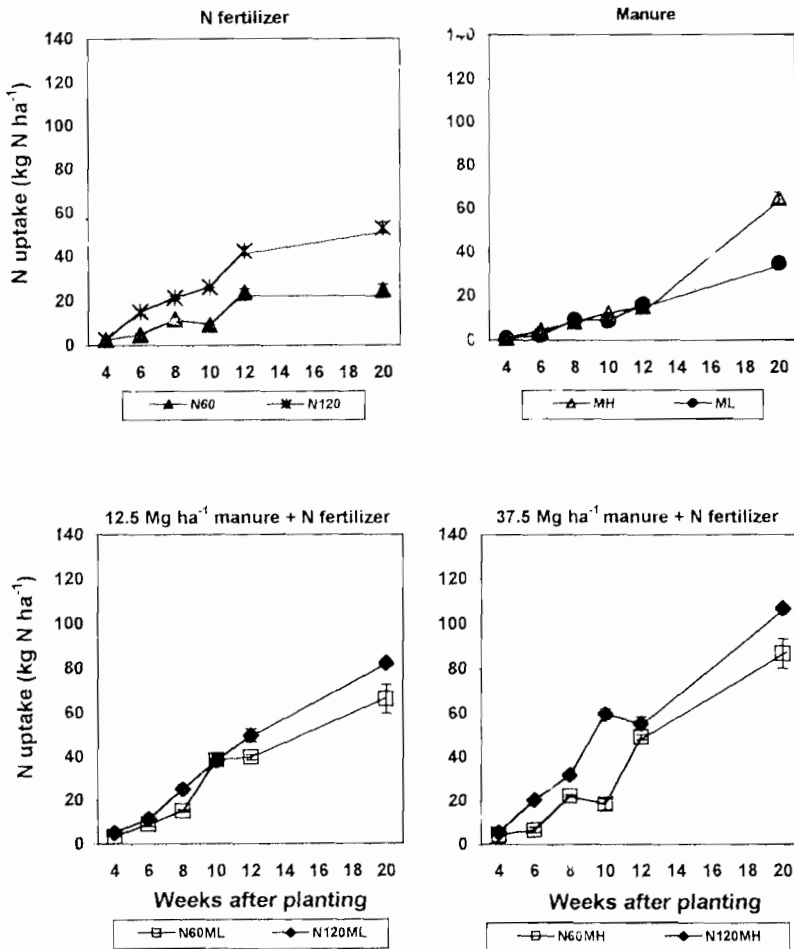 N fertilizer
N uptake (kg N ha⁻¹)
140
120
100
80
60
40
20
0
4 6 8 10 12 14 16 18 20
N60 N120
Manure
140
120
100
80
60
40
20
0
4 6 8 10 12 14 16 18 20
MH ML
12.5 Mg ha⁻¹ manure + N fertilizer
N uptake (kg N ha⁻¹)
140
120
100
80
60
40
20
0
4 6 8 10 12 14 16 18 20
Weeks after planting
N60ML N120ML
37.5 Mg ha⁻¹ manure + N fertilizer
140
120
100
80
60
40
20
0
4 6 8 10 12 14 16 18 20
Weeks after planting
N60MH N120MH